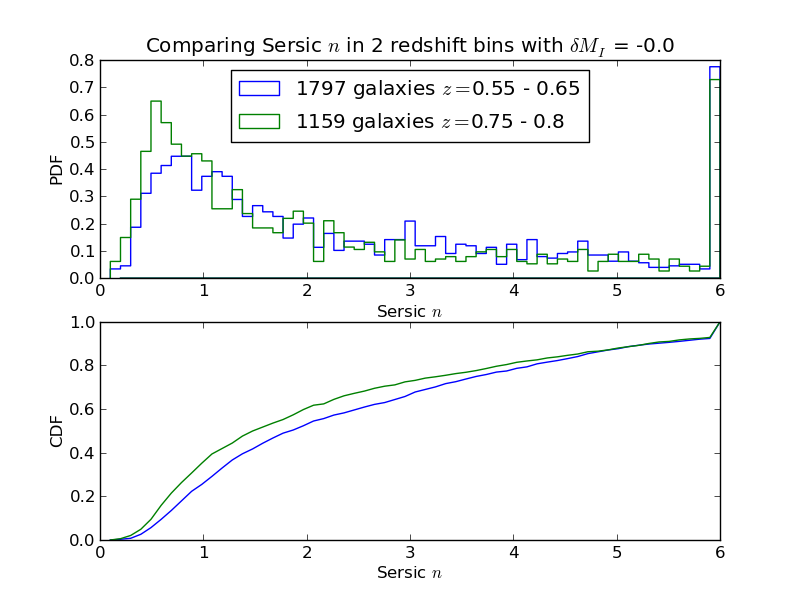 Comparing Sersic n in 2 redshift bins with δM_I = -0.0
0.8
0.7
0.6
0.5
0.4
0.3
0.2
0.1
0.0
PDF
1797 galaxies z=0.55 - 0.65
1159 galaxies z=0.75 - 0.8
0 1 2 3 4 5 6
Sersic n
1.0
0.8
0.6
0.4
0.2
0.0
CDF
0 1 2 3 4 5 6
Sersic n